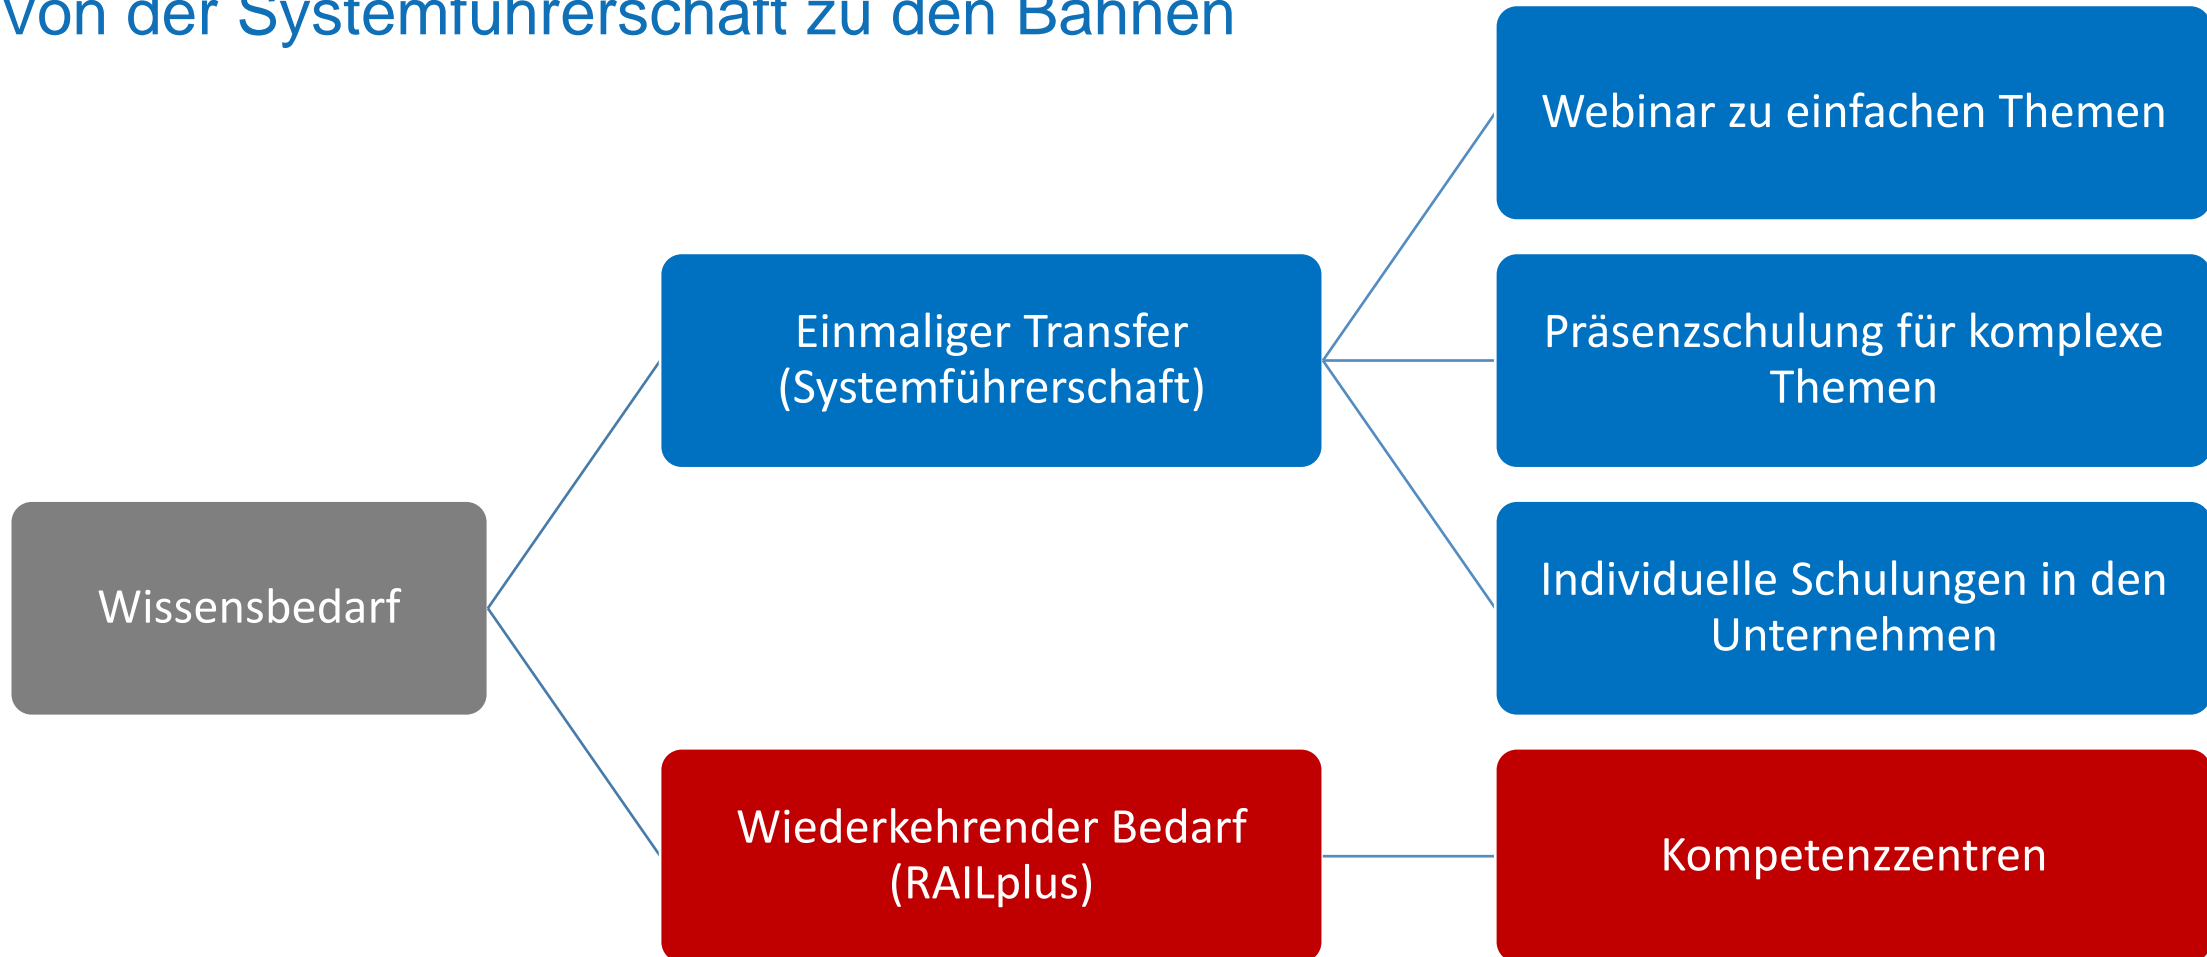 Von der Systemführerschaft zu den Bahnen
Webinar zu einfachen Themen
Einmaliger Transfer
(Systemführerschaft)
Präsenzschulung für komplexe
Themen
Wissensbedarf
Individuelle Schulungen in den
Unternehmen
Wiederkehrender Bedarf
(RAILplus)
Kompetenzzentren